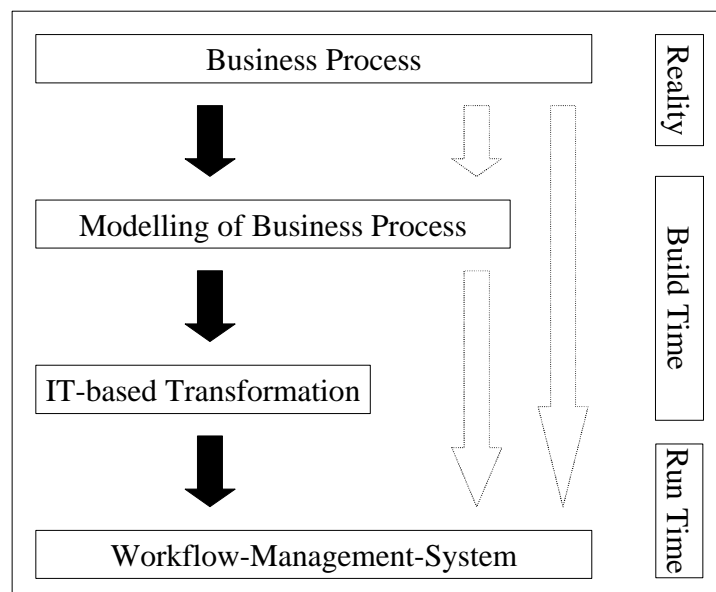 Business Process
Reality
Modelling of Business Process
Build Time
IT-based Transformation
Run Time
Workflow-Management-System